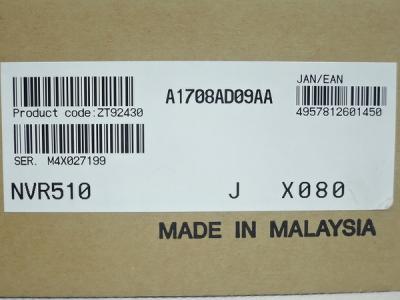 Product code:ZT92430
A1708AD09AA
JAN/EAN
4957812601450
SER. M4X027199
NVR510 J X080
MADE IN MALAYSIA